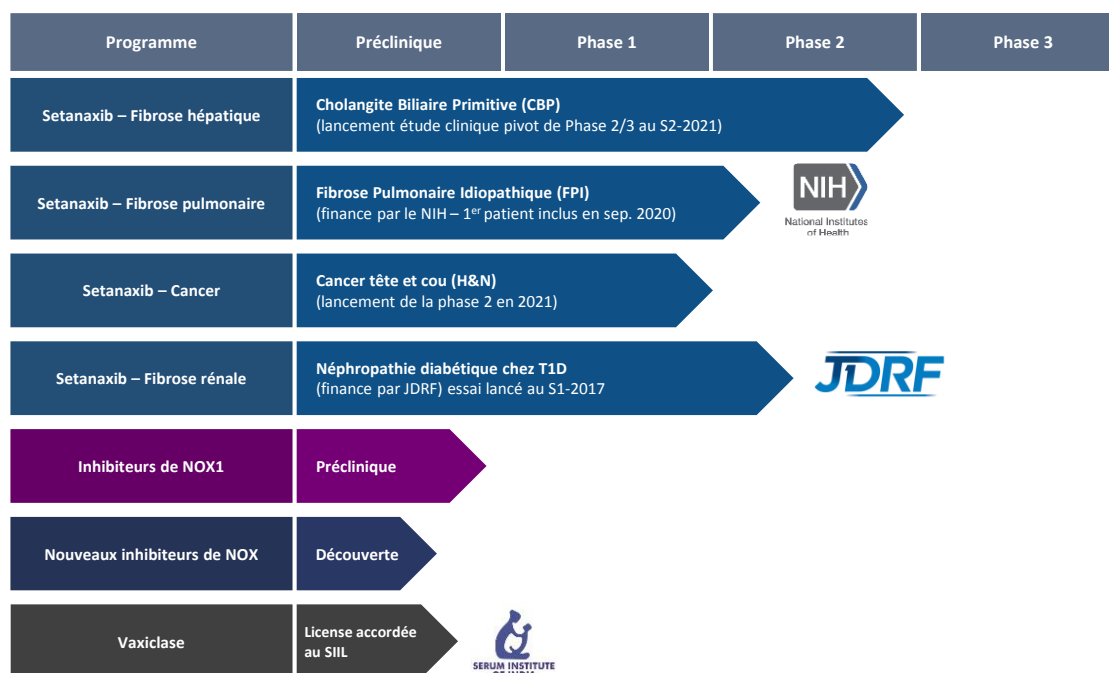 Programme
Préclinique
Phase 1
Phase 2
Phase 3
Setanaxib – Fibrose hépatique
Cholangite Biliaire Primitive (CBP)
(lancement étude clinique pivot de Phase 2/3 au S2-2021)
Setanaxib – Fibrose pulmonaire
Fibrose Pulmonaire Idiopathique (FPI)
(finance par le NIH – 1er patient inclus en sep. 2020)
NIH
National Institutes
of Health
Setanaxib – Cancer
Cancer tête et cou (H&N)
(lancement de la phase 2 en 2021)
Setanaxib – Fibrose rénale
Néphropathie diabétique chez T1D
(finance par JDRF) essai lancé au S1-2017
JDRF
Inhibiteurs de NOX1
Préclinique
Nouveaux inhibiteurs de NOX
Découverte
Vaxiclase
License accordée
au SIIL
SERUM INSTITUTE
OF INDIA